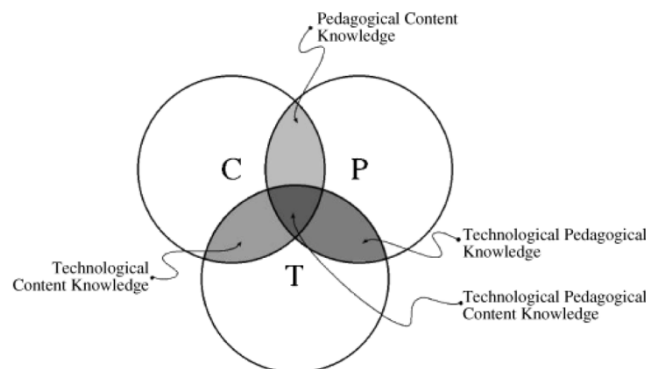 Pedagogical Content
Knowledge
C
P
Technological Pedagogical
Knowledge
Technological
Content Knowledge
T
Technological Pedagogical
Content Knowledge